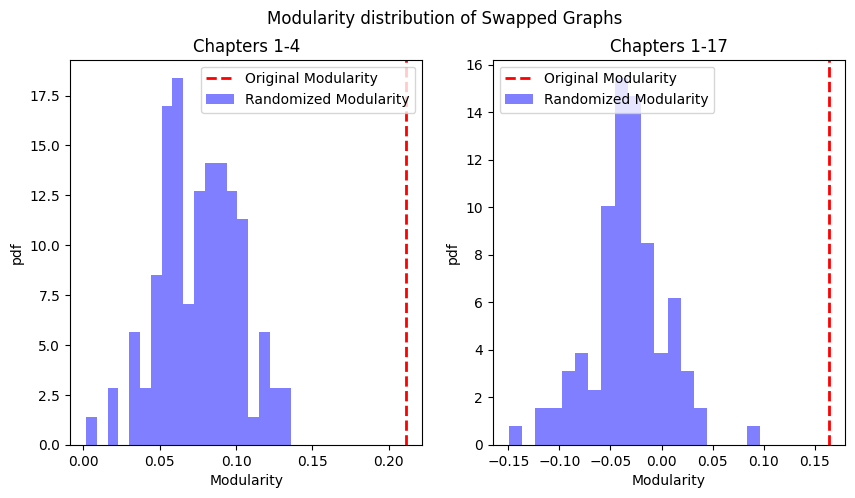 Modularity distribution of Swapped Graphs
Chapters 1-4
Original Modularity
Randomized Modularity
17.5
15.0
12.5
10.0
7.5
5.0
2.5
0.0
pdf
0.00 0.05 0.10 0.15 0.20
Modularity
Chapters 1-17
Original Modularity
Randomized Modularity
16
14
12
10
8
6
4
2
0
pdf
−0.15 −0.10 −0.05 0.00 0.05 0.10 0.15
Modularity